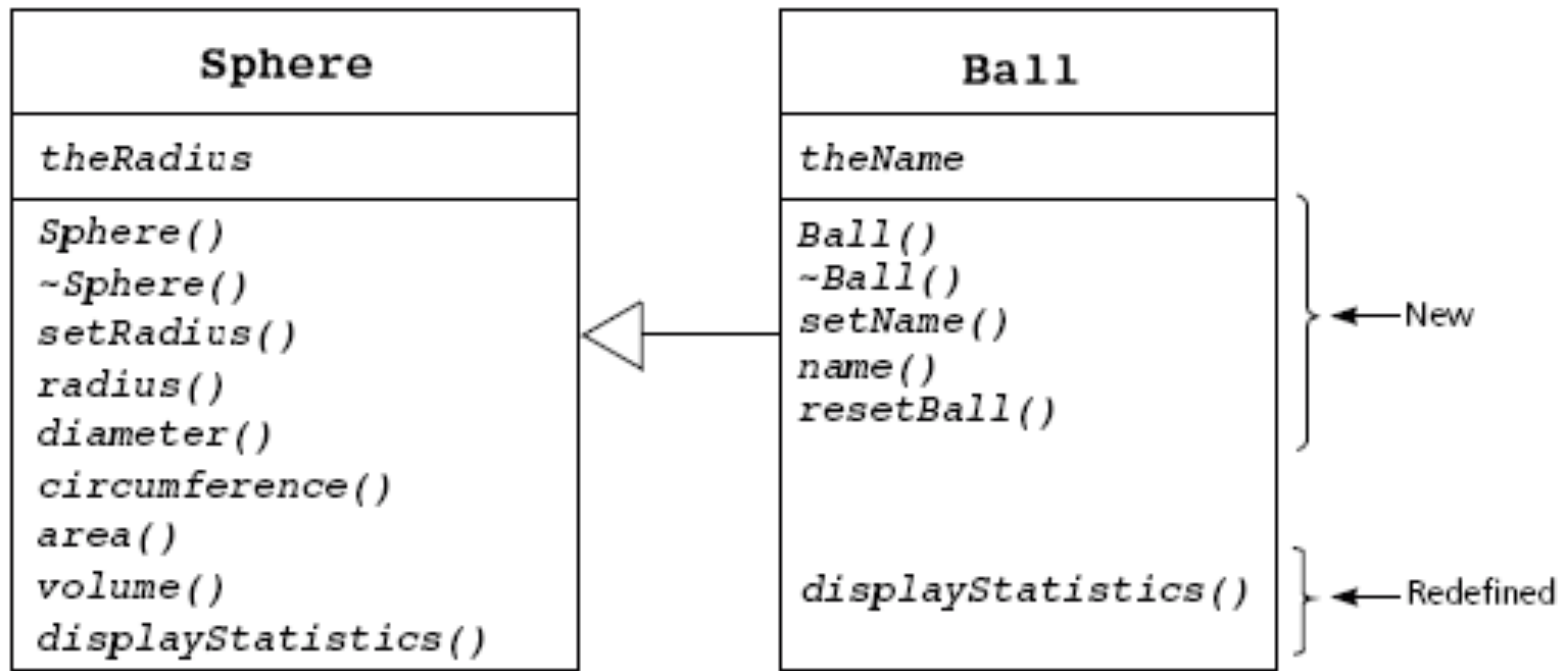 Sphere
theRadius
Sphere()
~Sphere()
setRadius()
radius()
diameter()
circumference()
area()
volume()
displayStatistics()
Ball
theName
Ball()
~Ball()
setName()
name()
resetBall()
displayStatistics()
New
Redefined